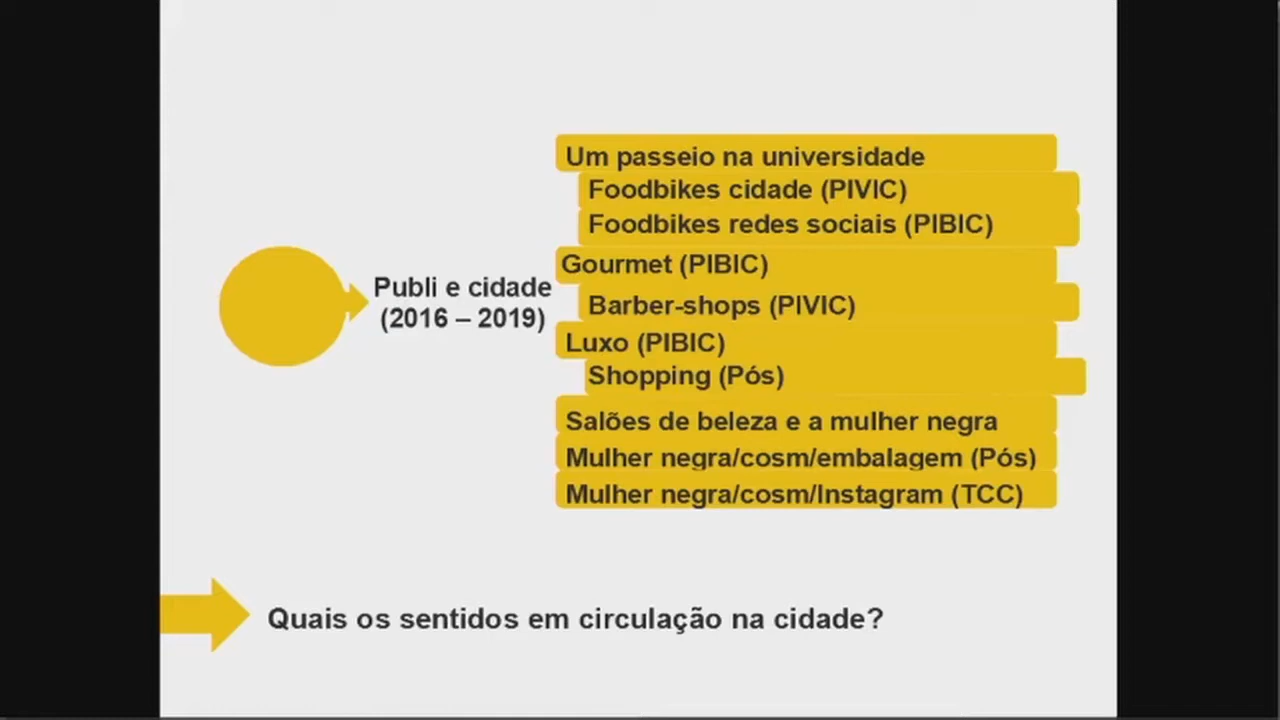 Um passeio na universidade
Foodbikes cidade (PIVIC)
Foodbikes redes sociais (PIBIC)
Gourmet (PIBIC)
Publi e cidade
(2016 – 2019)
Barber-shops (PIVIC)
Luxo (PIBIC)
Shopping (Pós)
Salões de beleza e a mulher negra
Mulher negra/cosm/embalagem (Pós)
Mulher negra/cosm/Instagram (TCC)
Quais os sentidos em circulação na cidade?